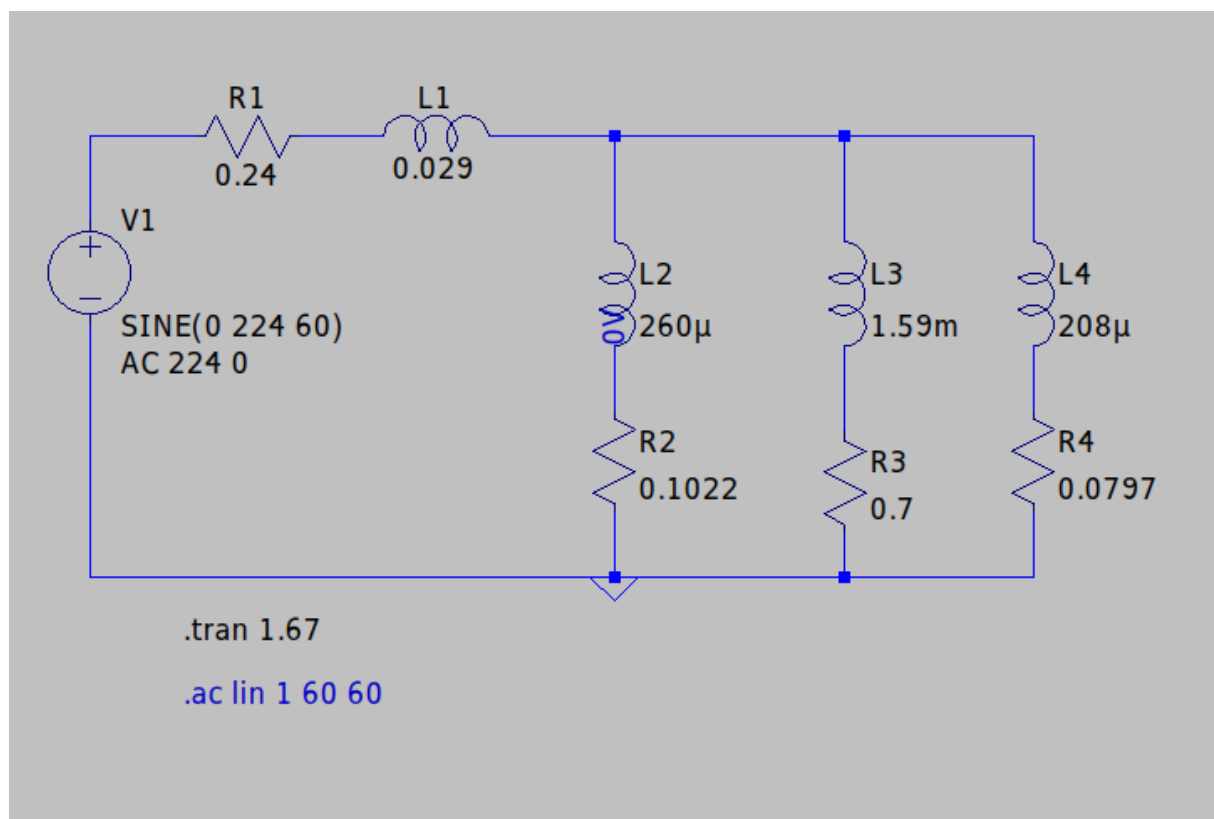 R1
L1
0.24
0.029
V1
SINE(0 224 60)
AC 224 0
L2
260µ
0V
L3
1.59m
L4
208µ
R2
0.1022
R3
0.7
R4
0.0797
.tran 1.67
.ac lin 1 60 60